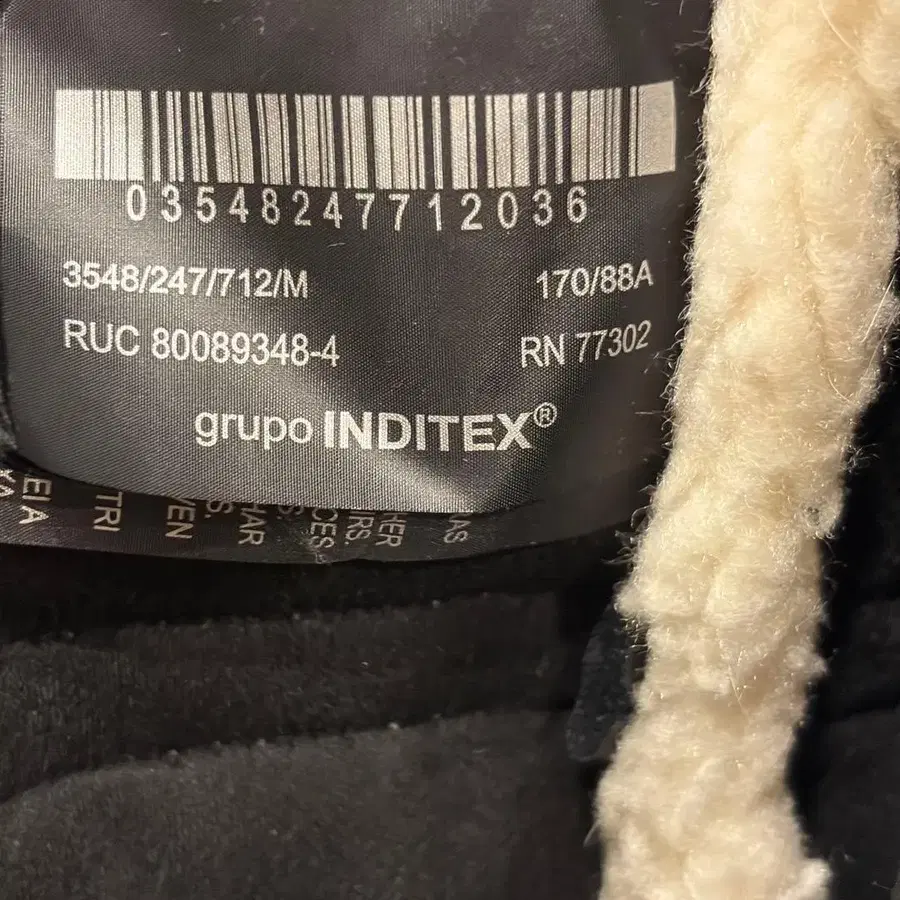 03548247712036
3548/247/712/M 170/88A
RUC 80089348-4 RN 77302
grupo INDITEX®